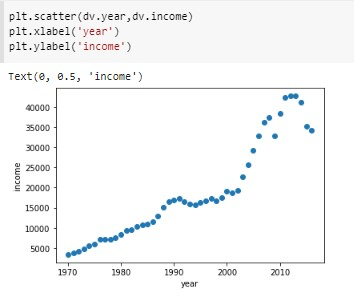 plt.scatter(dv.year,dv.income)
plt.xlabel('year')
plt.ylabel('income')
Text(0, 0.5, 'income')
40000
35000
30000
25000
20000
15000
10000
5000
income
1970 1980 1990 2000 2010
year